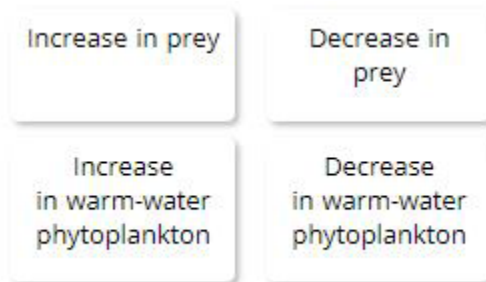 Increase in prey
Decrease in
prey
Increase
in warm-water
phytoplankton
Decrease
in warm-water
phytoplankton